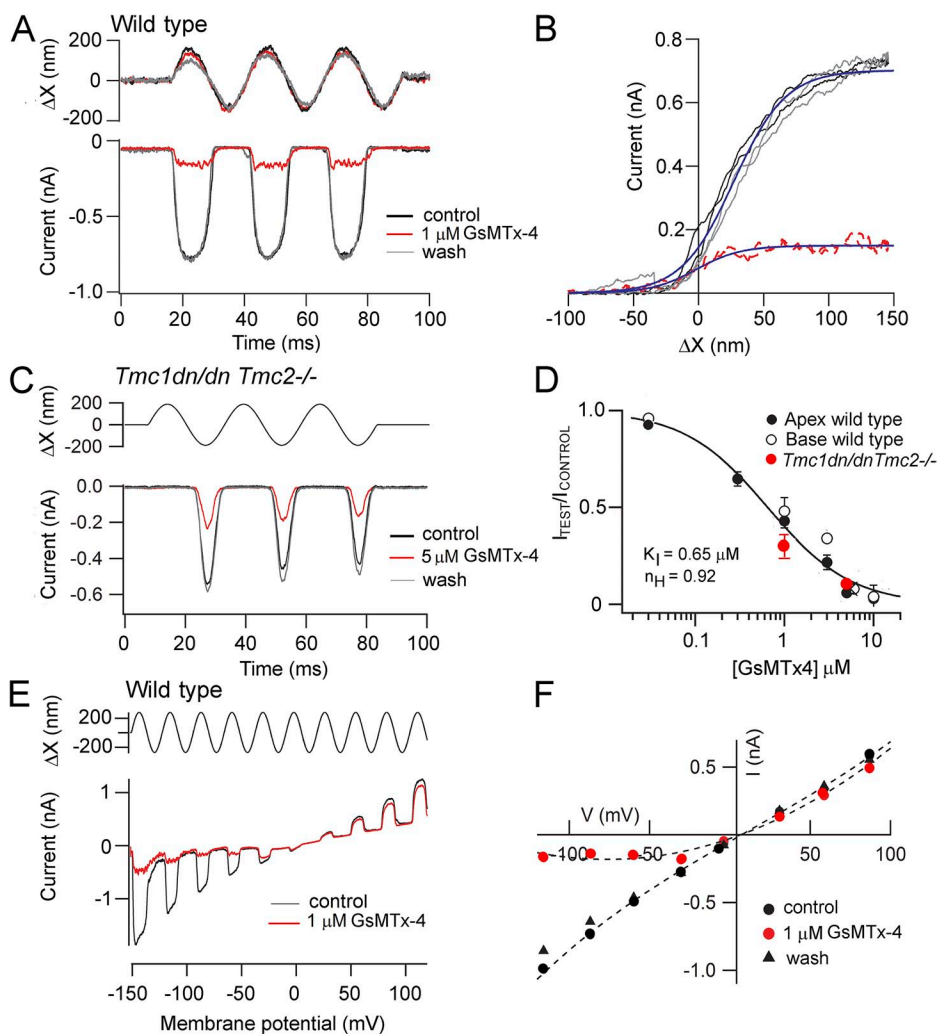 A
Wild type
200
0
200
ΔX (nm)
0
-0.5
-1.0
Current (nA)
control
1 μM GsMTx-4
wash
0 20 40 60 80 100
Time (ms)
B
0.8
0.6
0.4
0.2
Current (nA)
-100 -50 0 50 100 150
ΔX (nm)
C
Tmc1dn/dn Tmc2-/-
200
0
-200
ΔX (nm)
0.0
-0.2
-0.4
-0.6
Current (nA)
control
5 μM GsMTx-4
wash
0 20 40 60 80 100
Time (ms)
D
1.0
0.5
0
ITEST/ICONTROL
Apex wild type
Base wild type
Tmc1dn/dnTmc2-/-
KI = 0.65 μM
nH = 0.92
0.1 1 10
[GsMTx4] μM
E
Wild type
200
0
-200
ΔX (nm)
1
0
-1
Current (nA)
control
1 μM GsMTx-4
-150 -100 -50 0 50 100
Membrane potential (mV)
F
I (nA)
0.5
V (mV)
100 50 50 100
-0.5
-1.0
control
1 μM GsMTx-4
wash